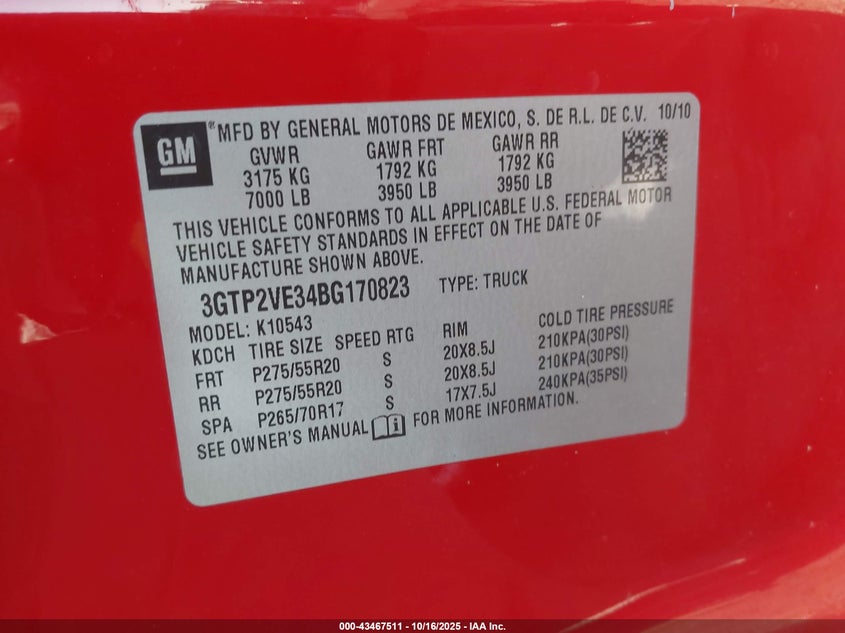 GM
MFD BY GENERAL MOTORS DE MEXICO, S. DE R.L. DE C.V. 10/10
GVWR GAWR FRT GAWR RR
3175 KG 1792 KG 1792 KG
7000 LB 3950 LB 3950 LB
THIS VEHICLE CONFORMS TO ALL APPLICABLE U.S. FEDERAL MOTOR
VEHICLE SAFETY STANDARDS IN EFFECT ON THE DATE OF
MANUFACTURE SHOWN ABOVE.
3GTP2VE34BG170823 TYPE: TRUCK
MODEL: K10543
KDCH TIRE SIZE SPEED RTG RIM COLD TIRE PRESSURE
FRT P275/55R20 S 20X8.5J 210KPA(30PSI)
RR P275/55R20 S 20X8.5J 210KPA(30PSI)
SPA P265/70R17 S 17X7.5J 240KPA(35PSI)
SEE OWNER'S MANUAL FOR MORE INFORMATION.
000-43467511 - 10/16/2025 - IAA Inc.